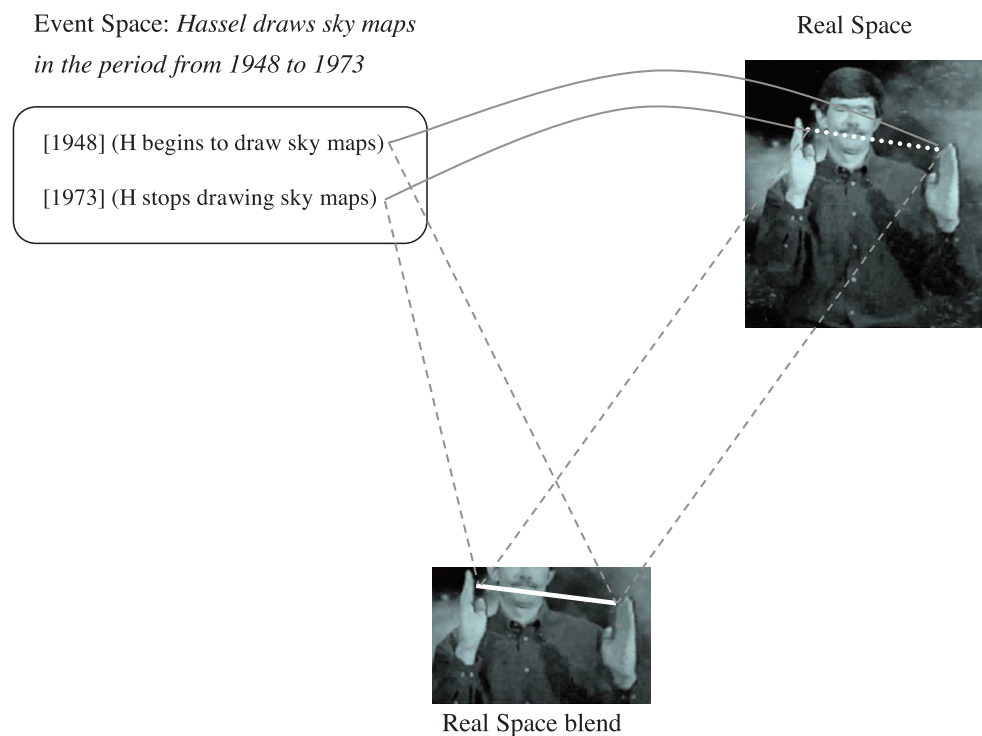 Event Space: Hassel draws sky maps
in the period from 1948 to 1973
Real Space
[1948] (H begins to draw sky maps)
[1973] (H stops drawing sky maps)
Real Space blend